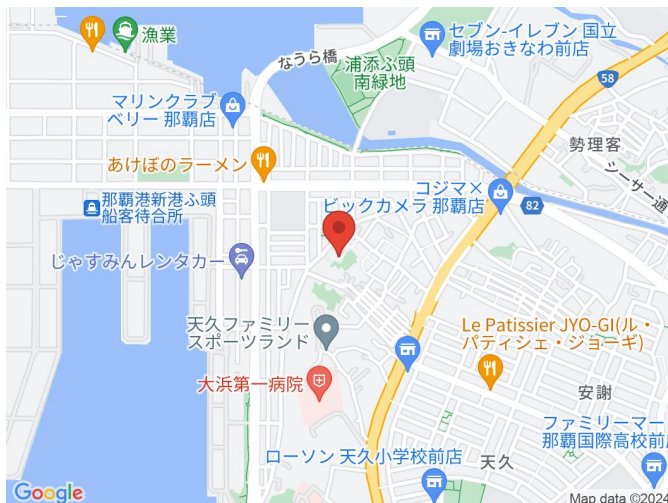 漁業
セブン-イレブン 国立
劇場おきなわ前店
なうら橋
浦添ふ頭
南緑地
58
マリンクラブ
ベリー 那覇店
勢理客
シーサー通
あけぼのラーメン
コジマ×
ビックカメラ 那覇店
82
那覇港新港ふ頭
船客待合所
じゃすみんレンタカー
天久ファミリー
スポーツランド
Le Patissier JYO-GI(ル・
パティシェ・ジョーギ)
大浜第一病院
安謝
ファミリーマー
那覇国際高校前店
ローソン 天久小学校前店
天久
Google
Map data ©2024